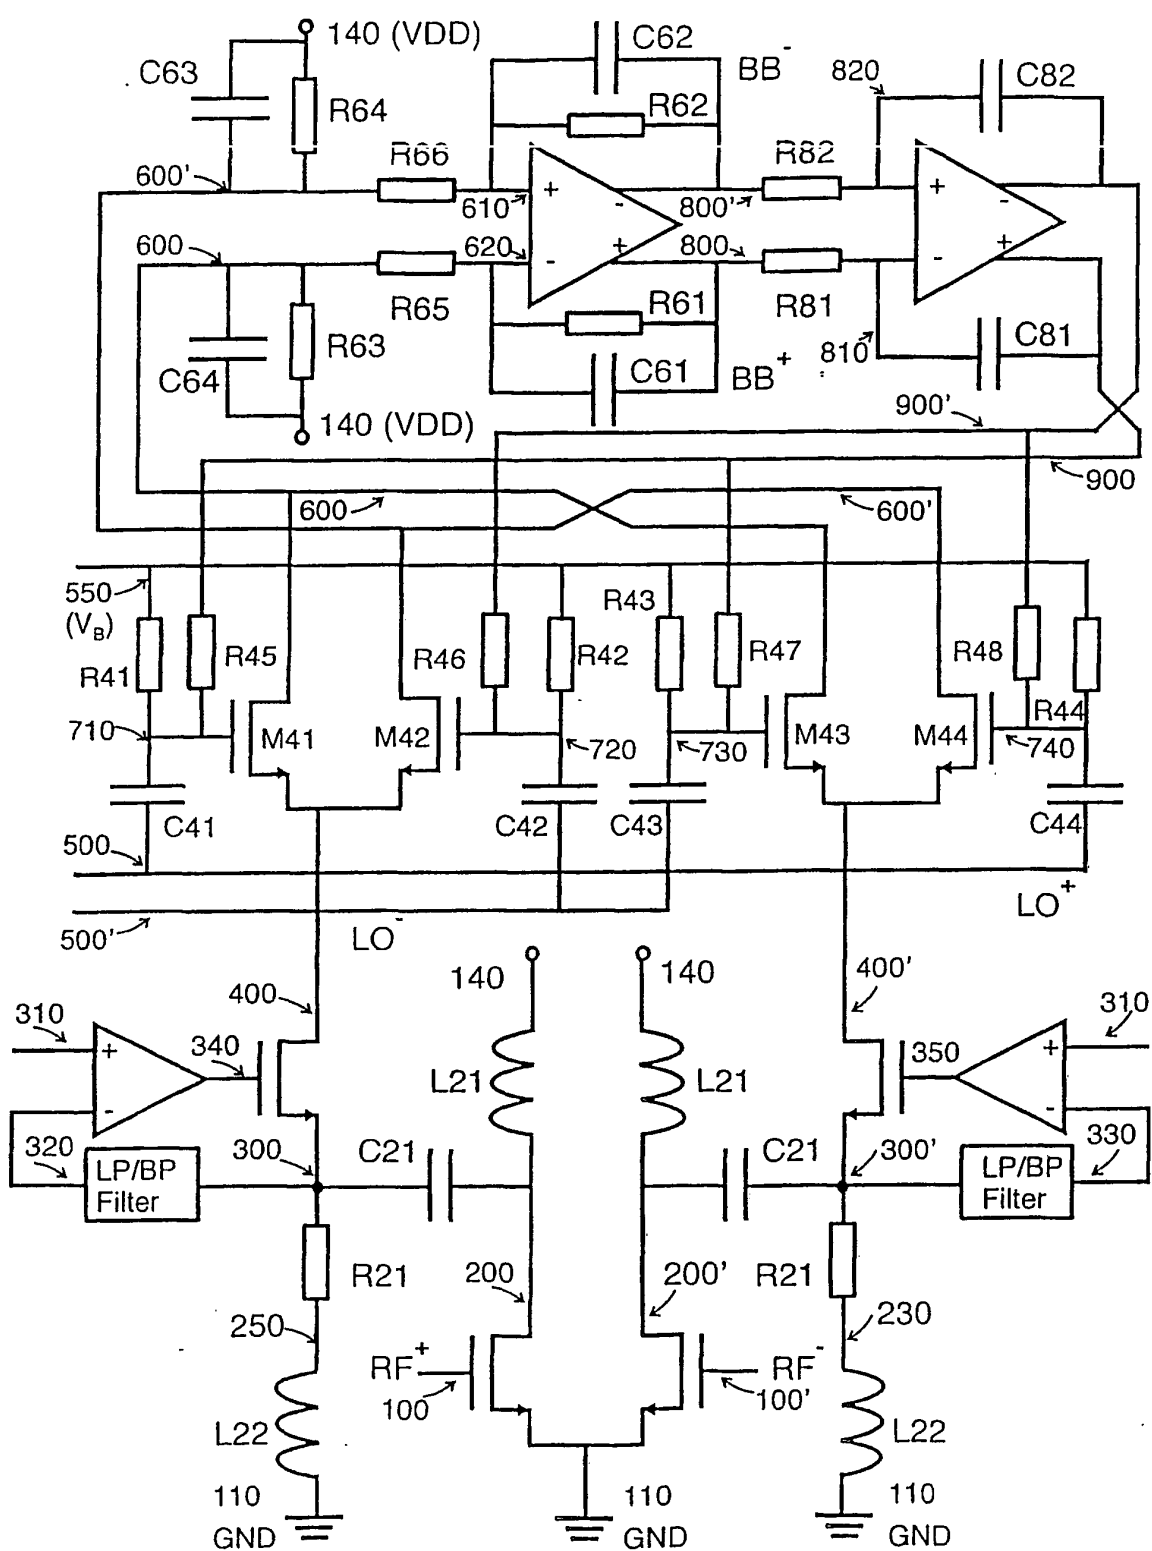 140 (VDD)
C63
R64
C62
BB-
820
C82
R62
R66
R82
600'
610
+
-
800'
+
-
600
620
-
+
800
-
+
R65
R61
R81
R63
C64
C61
BB+
810
C81
140 (VDD)
900'
900
600
600'
550
(VB)
R41
R45
R46
R42
R43
R47
R48
R44
710
M41
M42
720
730
M43
M44
740
C41
C42
C43
C44
500
500'
LO-
LO+
140
140
400
400'
310
+
-
340
L21
L21
350
310
+
-
320
LP/BP
Filter
300
C21
C21
300'
330
LP/BP
Filter
R21
200
200'
R21
250
230
RF+
100
RF-
100'
L22
L22
110
GND
110
GND
110
GND